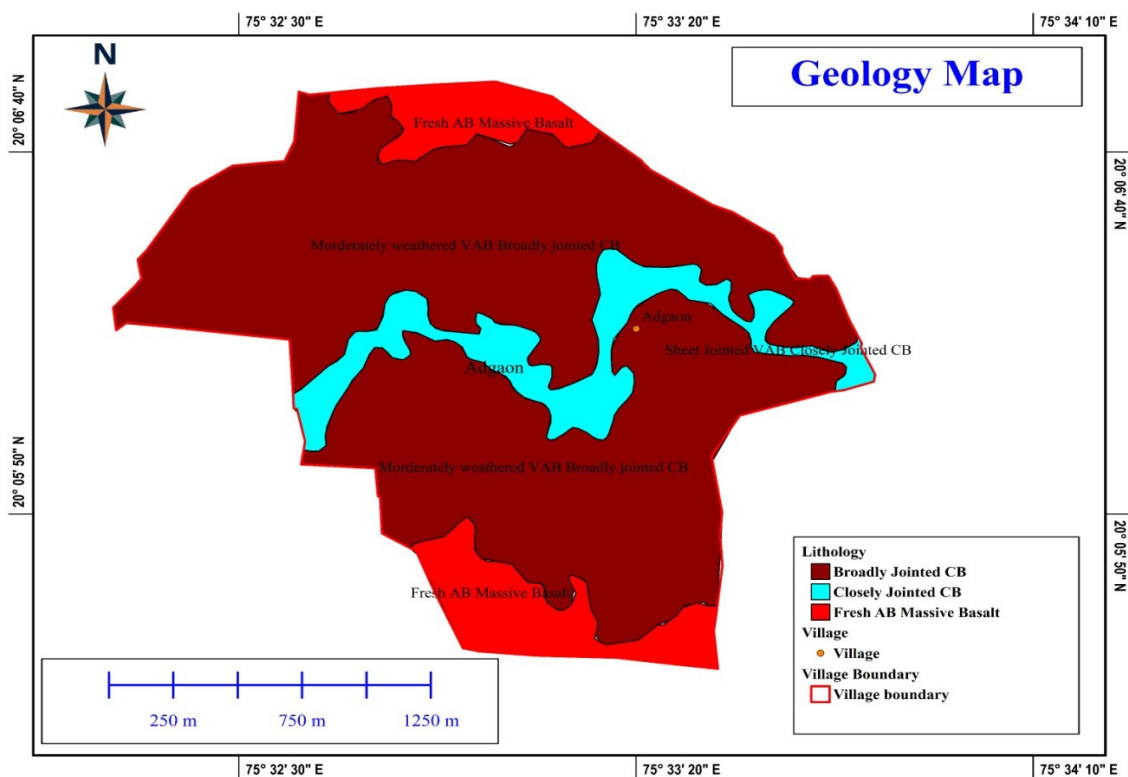 75° 32' 30" E
75° 33' 20" E
75° 34' 10" E
N
Geology Map
20° 06' 40" N
20° 06' 40" N
Fresh AB Massive Basalt
Morderately weathered VAB Broadly jointed CB
Adgaon
Sheet Jointed VAB Closely Jointed CB
Adgaon
Morderately weathered VAB Broadly jointed CB
20° 05' 50" N
20° 05' 50" N
Fresh AB Massive Basalt
Lithology
Broadly Jointed CB
Closely Jointed CB
Fresh AB Massive Basalt
Village
Village
Village Boundary
Village boundary
250 m
750 m
1250 m
75° 32' 30" E
75° 33' 20" E
75° 34' 10" E